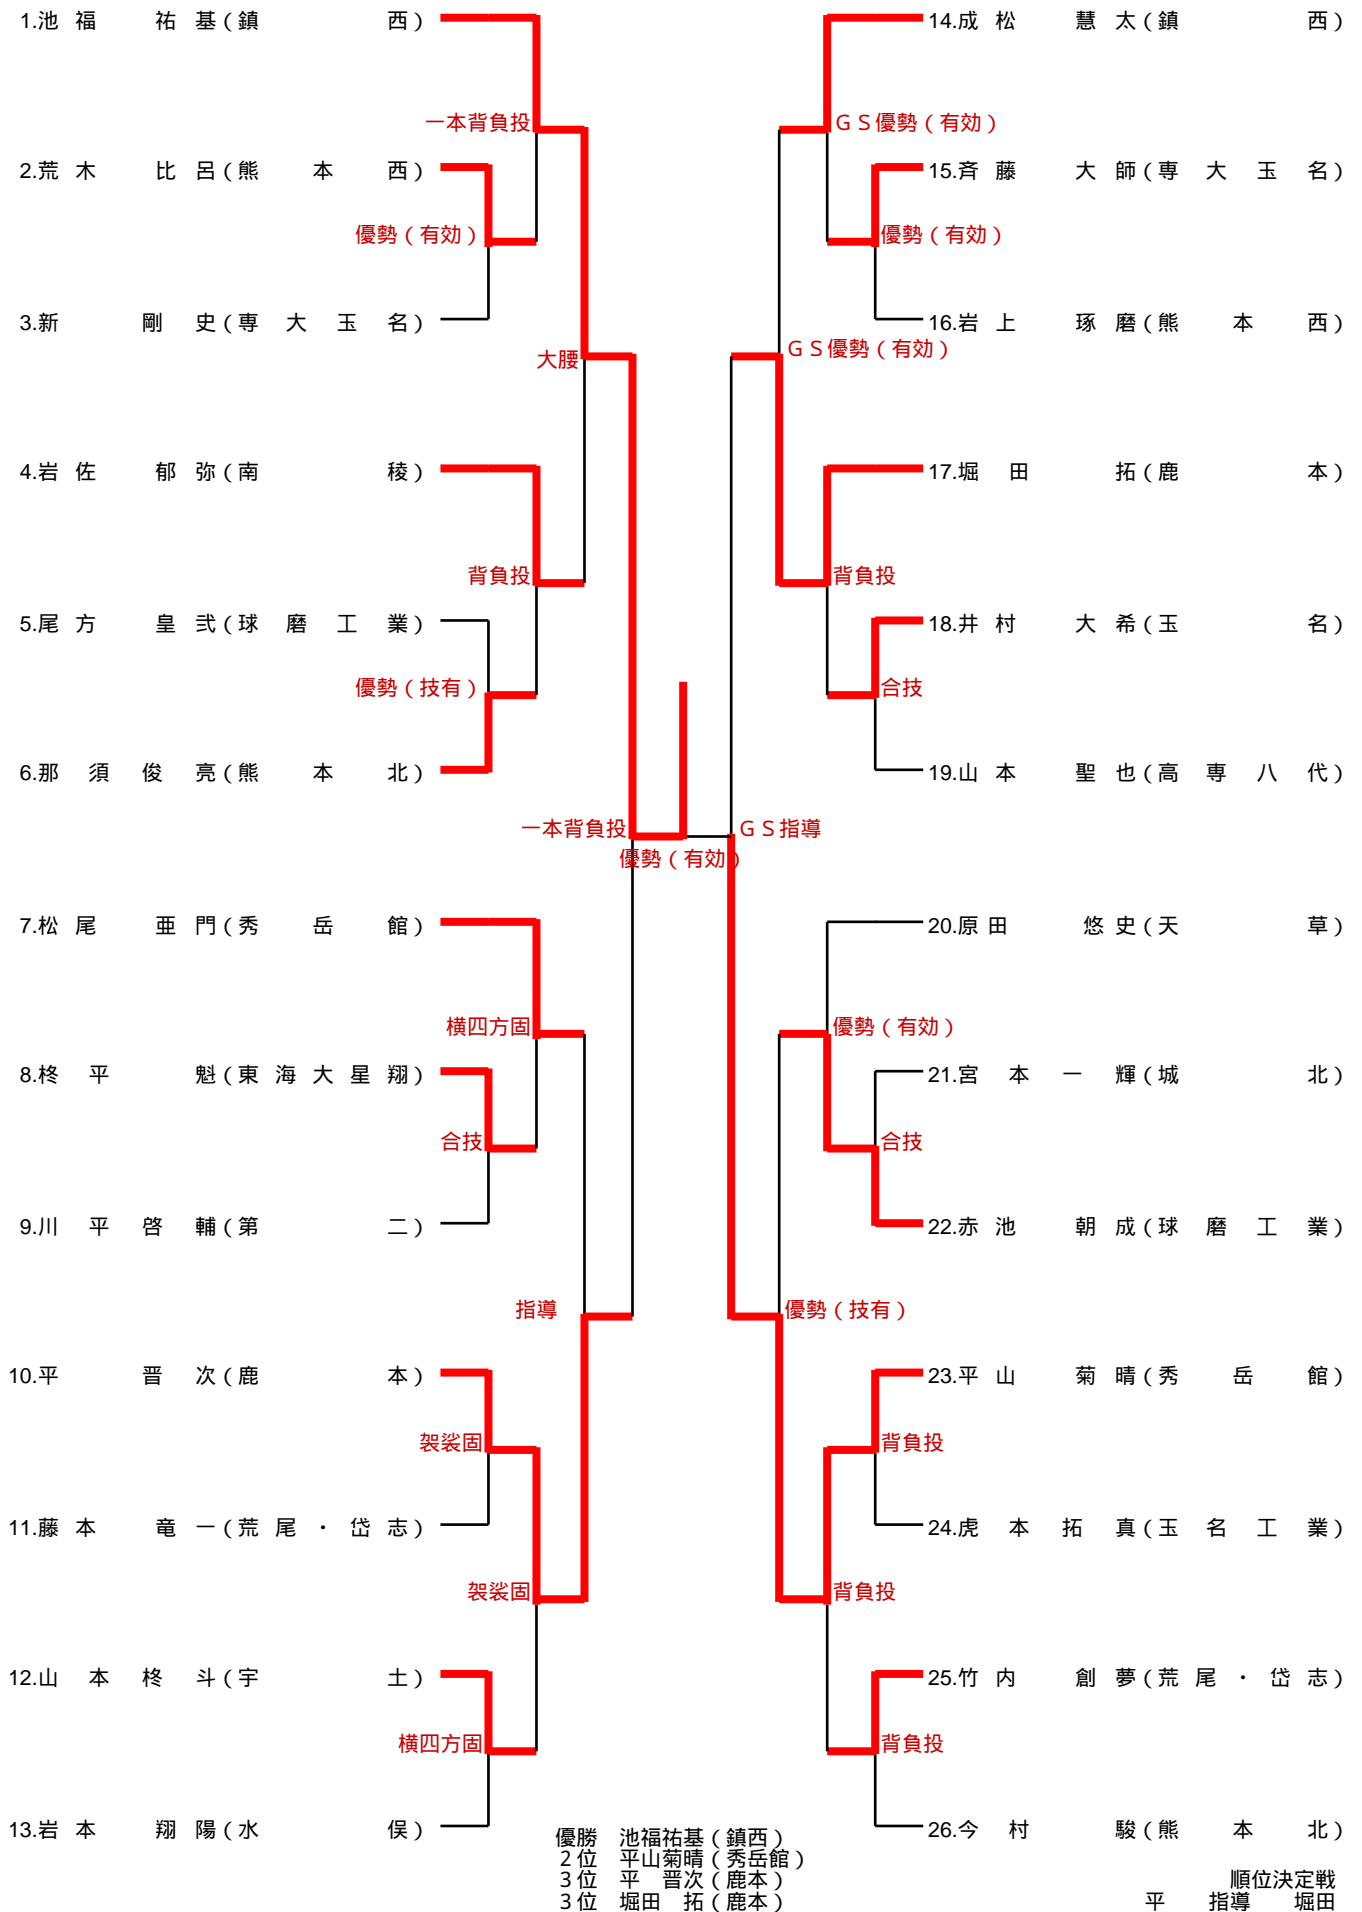 1.池福 祐基(鎮西)
一本背負投
2.荒木 比呂(熊本西)
優勢(有効)
3.新 剛史(専大玉名)
大腰
4.岩佐 郁弥(南稜)
背負投
5.尾方 皇弐(球磨工業)
優勢(技有)
6.那須俊亮(熊本北)
一本背負投
優勢(有効)
7.松尾 亜門(秀岳館)
横四方固
8.柊平 魁(東海大星翔)
合技
9.川平啓輔(第二)
指導
10.平 晋次(鹿本)
袈裟固
11.藤本 竜一(荒尾・岱志)
袈裟固
12.山本柊斗(宇土)
横四方固
13.岩本 翔陽(水俣)
14.成松 慧太(鎮西)
GS優勢(有効)
15.斉藤 大師(専大玉名)
優勢(有効)
16.岩上 琢磨(熊本西)
GS優勢(有効)
17.堀田 拓(鹿本)
背負投
18.井村 大希(玉名)
合技
19.山本 聖也(高専八代)
GS指導
20.原田 悠史(天草)
優勢(有効)
21.宮本一輝(城北)
合技
22.赤池 朝成(球磨工業)
優勢(技有)
23.平山 菊晴(秀岳館)
背負投
24.虎本拓真(玉名工業)
背負投
25.竹内 創夢(荒尾・岱志)
背負投
26.今村 駿(熊本北)
優勝 池福祐基(鎮西)
2位 平山菊晴(秀岳館)
3位 平 晋次(鹿本)
3位 堀田 拓(鹿本)
順位決定戦
平 指導 堀田